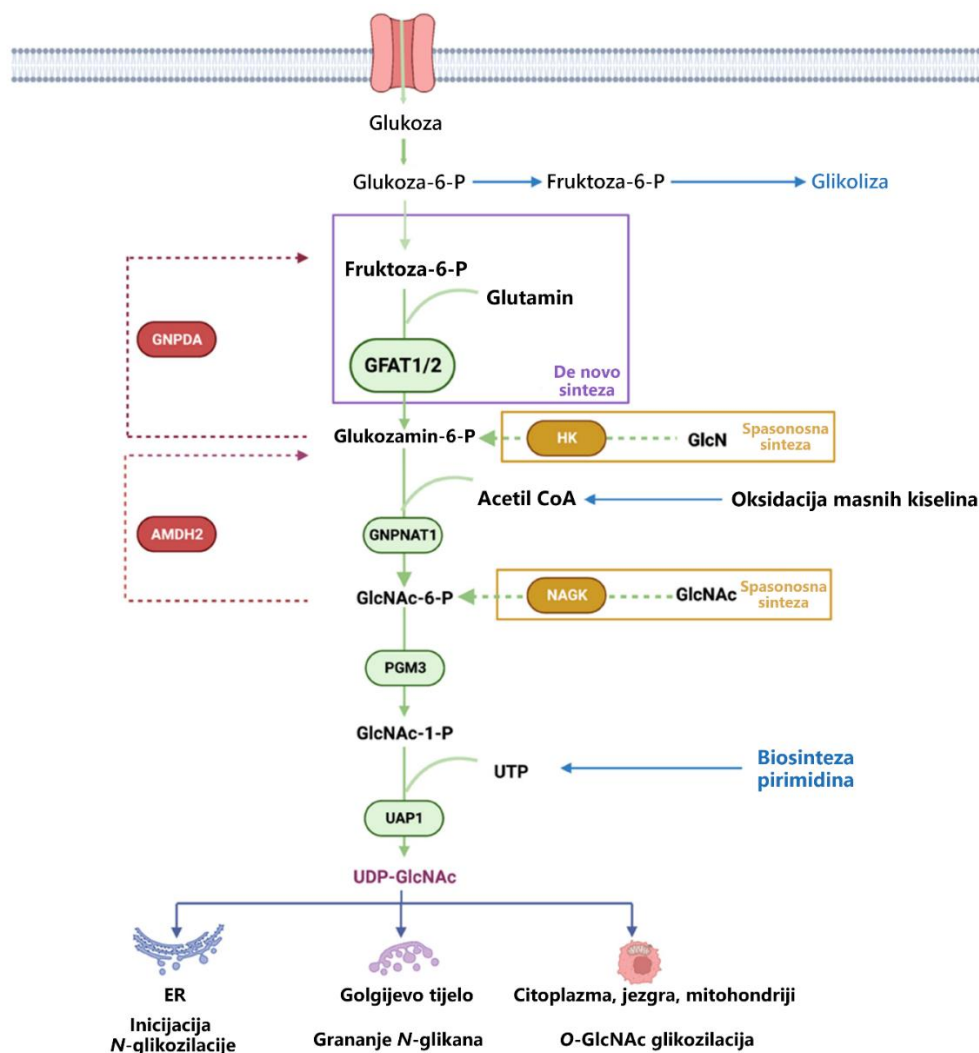 Glukoza
Glukoza-6-P Fruktoza-6-P Glikoliza
Fruktoza-6-P
Glutamin
GNPDA
GFAT1/2
De novo
sinteza
Glukozamin-6-P HK GlcN Spasonosna
sinteza
Acetil CoA Oksidacija masnih kiselina
AMDH2
GNPNAT1
GlcNAc-6-P NAGK GlcNAc Spasonosna
sinteza
PGM3
GlcNAc-1-P
UTP Biosinteza
pirimidina
UAP1
UDP-GlcNAc
ER Golgijevo tijelo Citoplazma, jezgra, mitohondriji
Inicijacija
N-glikozilacije Grananje N-glikana O-GlcNAc glikozilacija